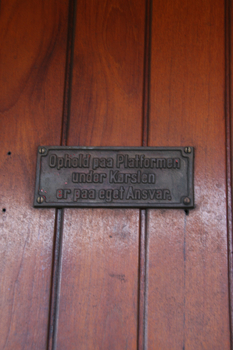 Ophold paa Platformen
under Kørslen
er paa eget Ansvar.